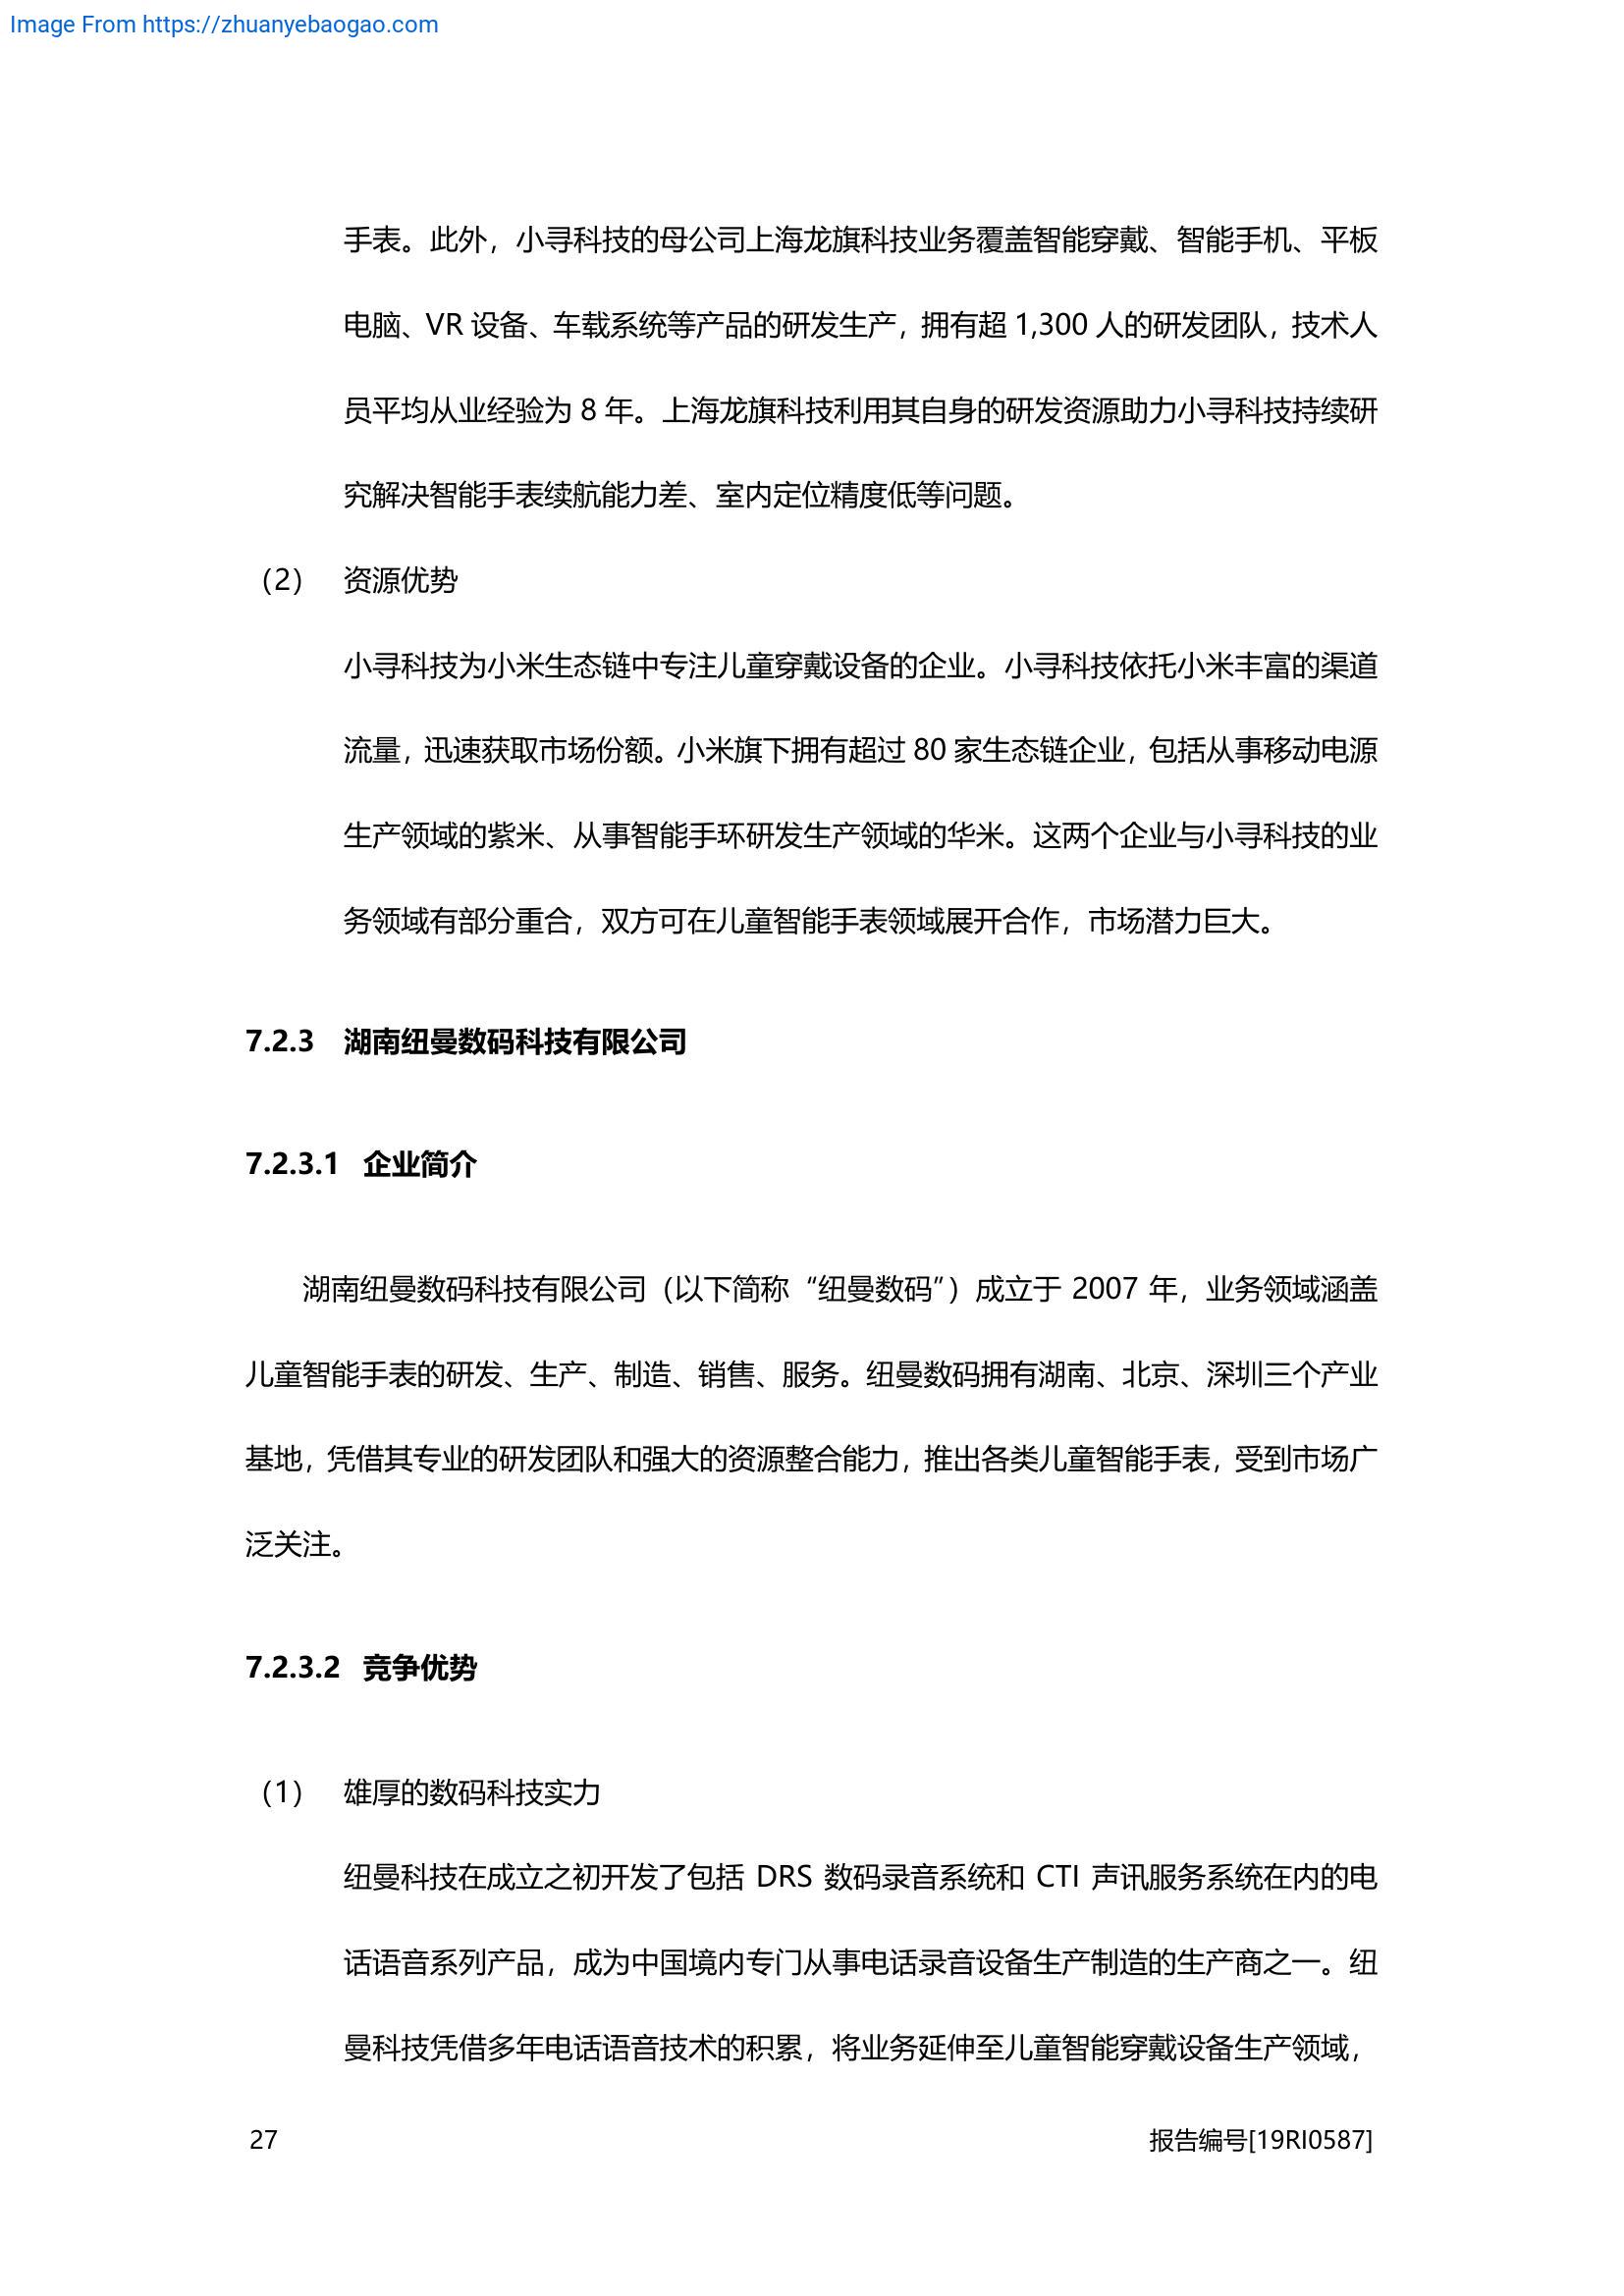 Image From https://zhuanyebaogao.com
手表。此外，小寻科技的母公司上海龙旗科技业务覆盖智能穿戴、智能手机、平板
电脑、VR 设备、车载系统等产品的研发生产，拥有超 1,300 人的研发团队，技术人
员平均从业经验为 8 年。上海龙旗科技利用其自身的研发资源助力小寻科技持续研
究解决智能手表续航能力差、室内定位精度低等问题。
（2） 资源优势
小寻科技为小米生态链中专注儿童穿戴设备的企业。小寻科技依托小米丰富的渠道
流量，迅速获取市场份额。小米旗下拥有超过 80 家生态链企业，包括从事移动电源
生产领域的紫米、从事智能手环研发生产领域的华米。这两个企业与小寻科技的业
务领域有部分重合，双方可在儿童智能手表领域展开合作，市场潜力巨大。
7.2.3 湖南纽曼数码科技有限公司
7.2.3.1 企业简介
湖南纽曼数码科技有限公司（以下简称“纽曼数码”）成立于 2007 年，业务领域涵盖
儿童智能手表的研发、生产、制造、销售、服务。纽曼数码拥有湖南、北京、深圳三个产业
基地，凭借其专业的研发团队和强大的资源整合能力，推出各类儿童智能手表，受到市场广
泛关注。
7.2.3.2 竞争优势
（1） 雄厚的数码科技实力
纽曼科技在成立之初开发了包括 DRS 数码录音系统和 CTI 声讯服务系统在内的电
话语音系列产品，成为中国境内专门从事电话录音设备生产制造的生产商之一。纽
曼科技凭借多年电话语音技术的积累，将业务延伸至儿童智能穿戴设备生产领域，
27 报告编号[19RI0587]